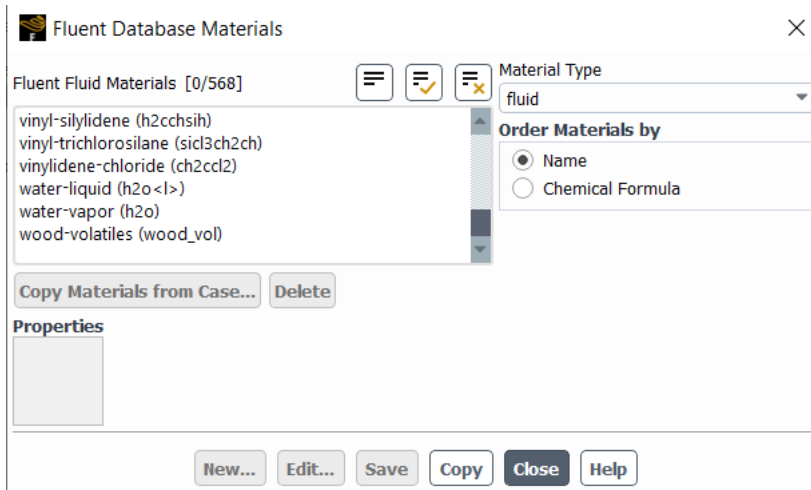 F
Fluent Database Materials
Fluent Fluid Materials [0/568]
Material Type
fluid
vinyl-silylidene (h2cchsih)
vinyl-trichlorosilane (sicl3ch2ch)
vinylidene-chloride (ch2ccl2)
water-liquid (h2o<l>)
water-vapor (h2o)
wood-volatiles (wood_vol)
Order Materials by
Name
Chemical Formula
Copy Materials from Case... Delete
Properties
New... Edit... Save Copy Close Help